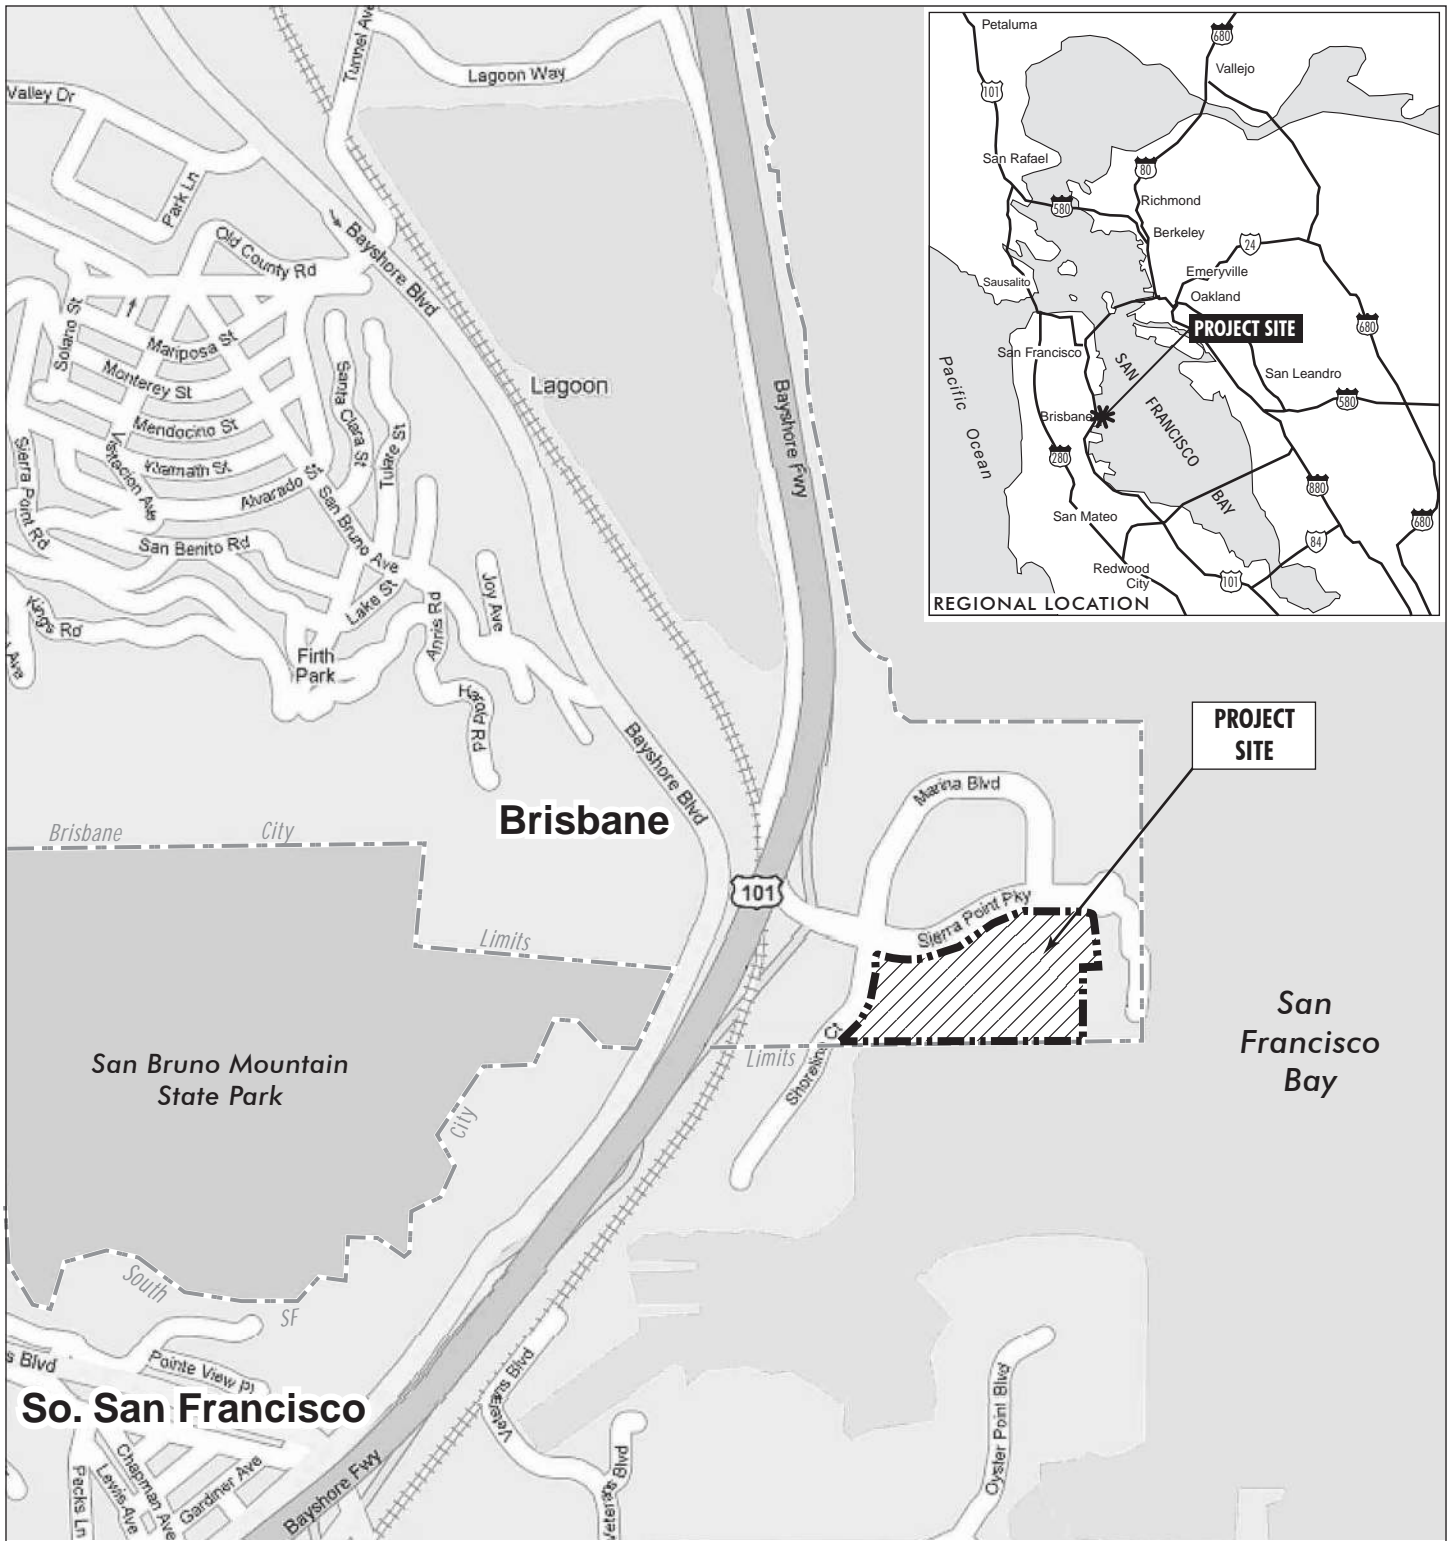 Tunnel Ave
Lagoon Way
Valley Dr
Park Ln
Old County Rd
Bayshore Blvd
Solano St
Mariposa St
Monterey St
Mendocino St
Klamath St
Visitacion Ave
Alvarado St
Santa Clara St
Tulare St
Sierra Point Rd
San Bruno Ave
San Benito Rd
Lake St
Kings Rd
Ave
Firth
Park
Annis Rd
Joy Ave
Harold Rd
Lagoon
Bayshore Fwy
Bayshore Blvd
Brisbane
Brisbane City
Limits
101
Marina Blvd
Sierra Point Pky
PROJECT
SITE
Shoreline Ct
Limits
San
Francisco
Bay
San Bruno Mountain
State Park
City
South
SF
s Blvd
Pointe View Pl
So. San Francisco
Chapman Ave
Lewis Ave
Gardiner Ave
Pecks Ln
Bayshore Fwy
Veterans Blvd
Veterans Blvd
Oyster Point Blvd
Petaluma
680
Vallejo
101
San Rafael
80
580
Richmond
Berkeley
24
Emeryville
Sausalito
Oakland
PROJECT SITE
680
San Francisco
SAN
FRANCISCO
BAY
San Leandro
580
Pacific Ocean
Brisbane
280
880
San Mateo
680
84
Redwood
City
101
REGIONAL LOCATION